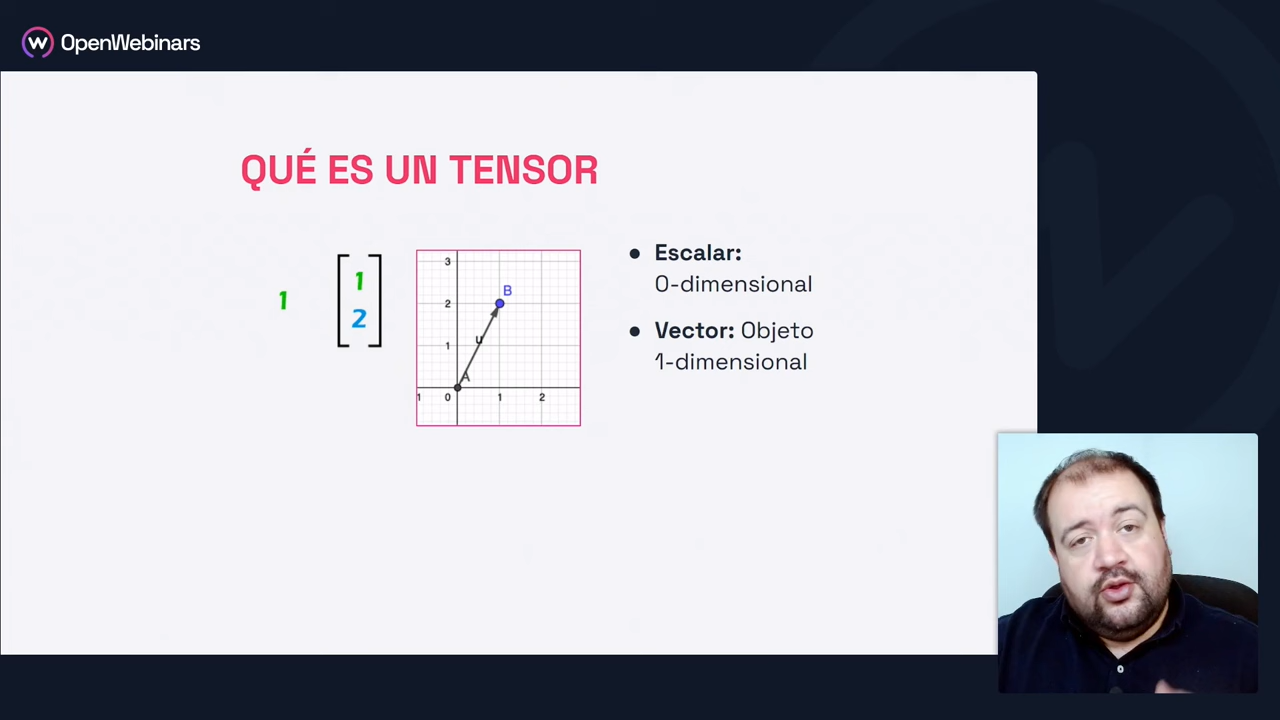 OpenWebinars
QUÉ ES UN TENSOR
1
1
2
3
2
1
1 0 1 2
B
u
A
Escalar:
0-dimensional
Vector: Objeto
1-dimensional